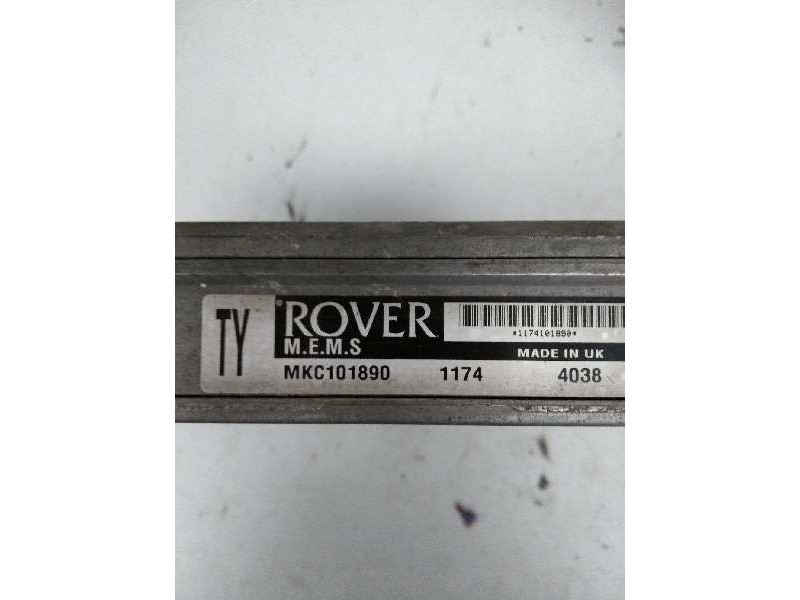 TY
ROVER
M.E.M.S
*1174101890*
MADE IN UK
MKC101890 1174 4038